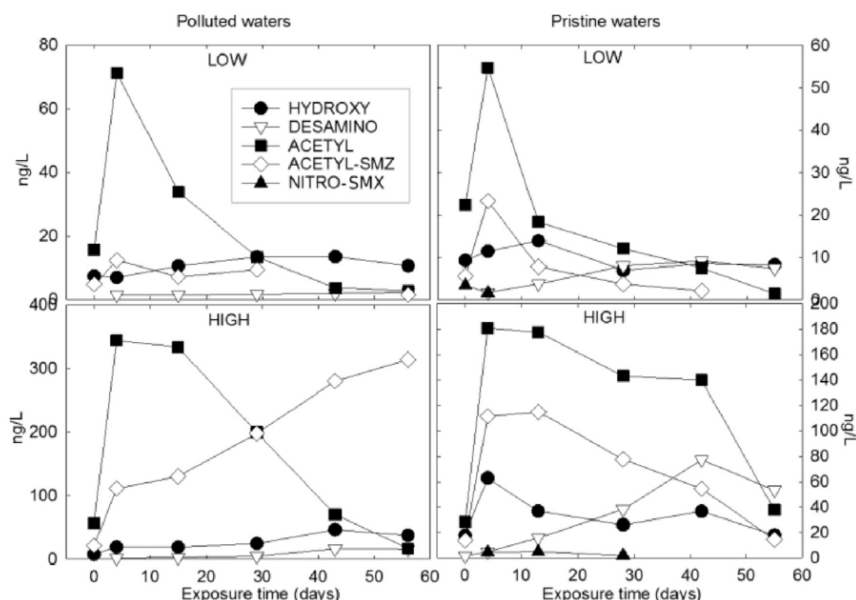 Polluted waters
Pristine waters
LOW
80
60
40
20
0
ng/L
HYDROXY
DESAMINO
ACETYL
ACETYL-SMZ
NITRO-SMX
LOW
60
50
40
30
20
10
0
ng/L
HIGH
400
300
200
100
0
ng/L
0 10 20 30 40 50 60
Exposure time (days)
HIGH
200
180
160
140
120
100
80
60
40
20
0
ng/L
0 10 20 30 40 50 60
Exposure time (days)